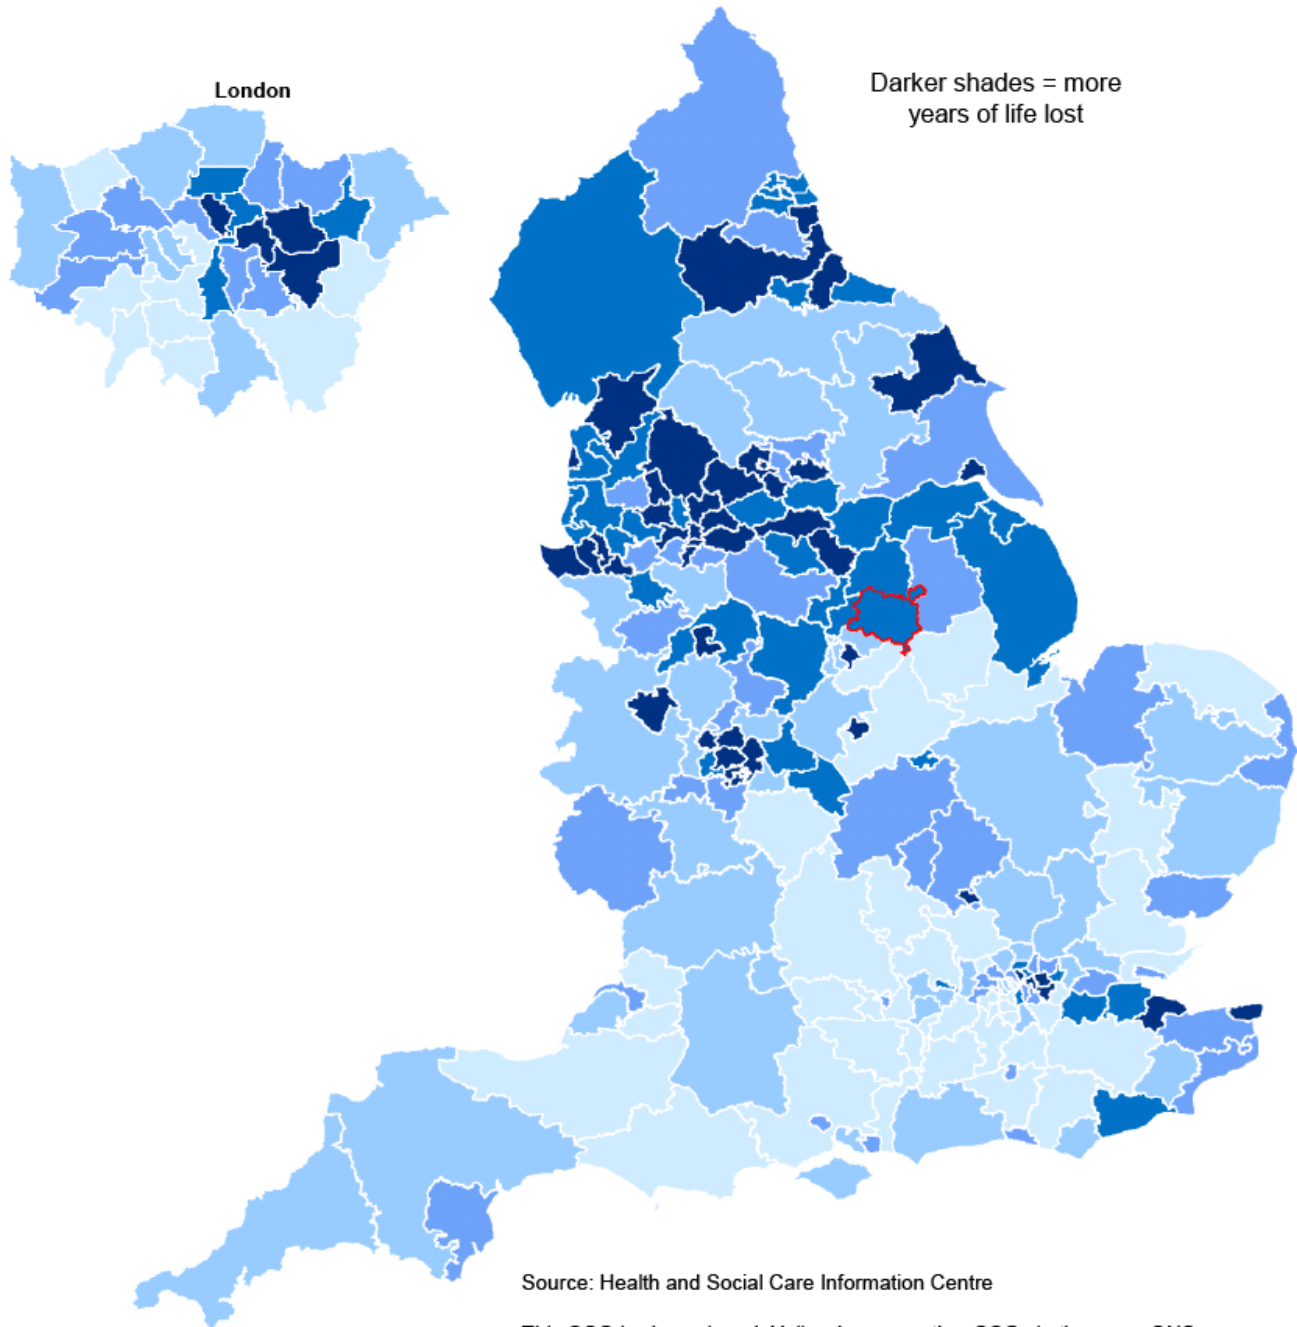 London
Darker shades = more
years of life lost
Source: Health and Social Care Information Centre